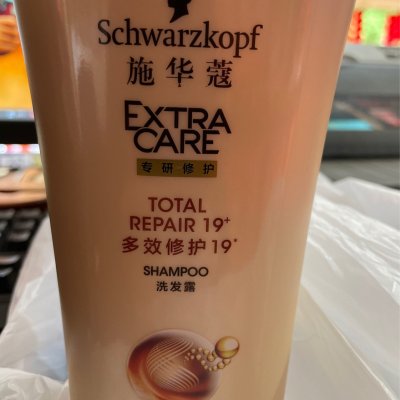 Schwarzkopf
施华蔻
EXTRA
CARE
专研修护
TOTAL
REPAIR 19+
多效修护19*
SHAMPOO
洗发露